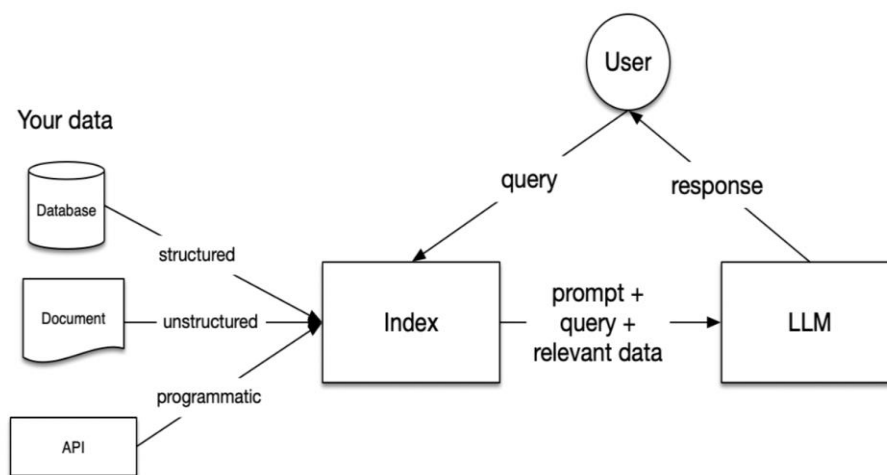 User
Your data
query
response
Database
structured
Document
unstructured
Index
prompt +
query +
relevant data
LLM
programmatic
API